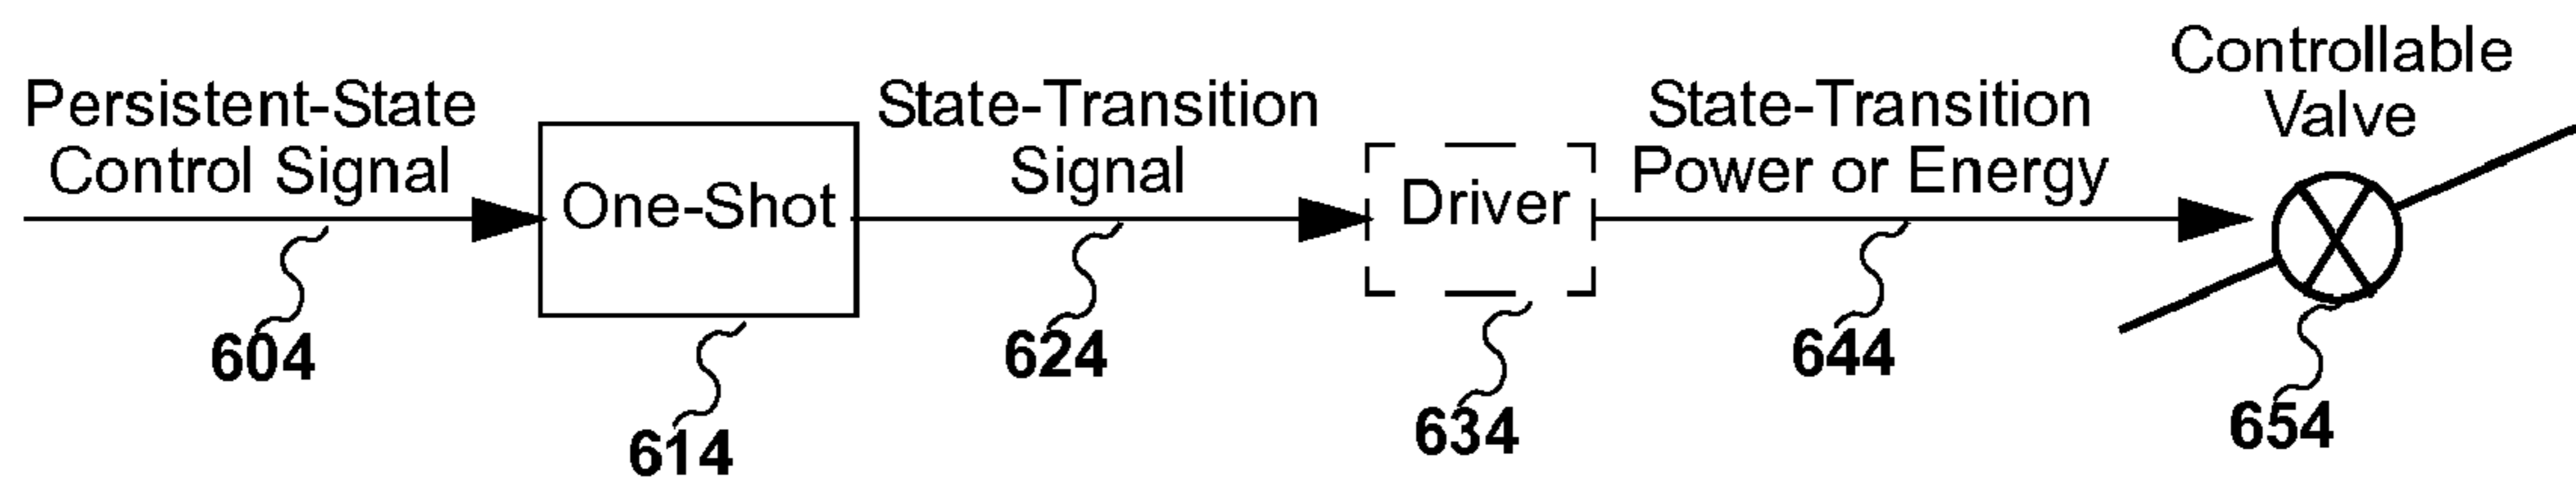 Persistent-State
Control Signal
One-Shot
State-Transition
Signal
Driver
State-Transition
Power or Energy
Controllable
Valve
604
614
624
634
644
654